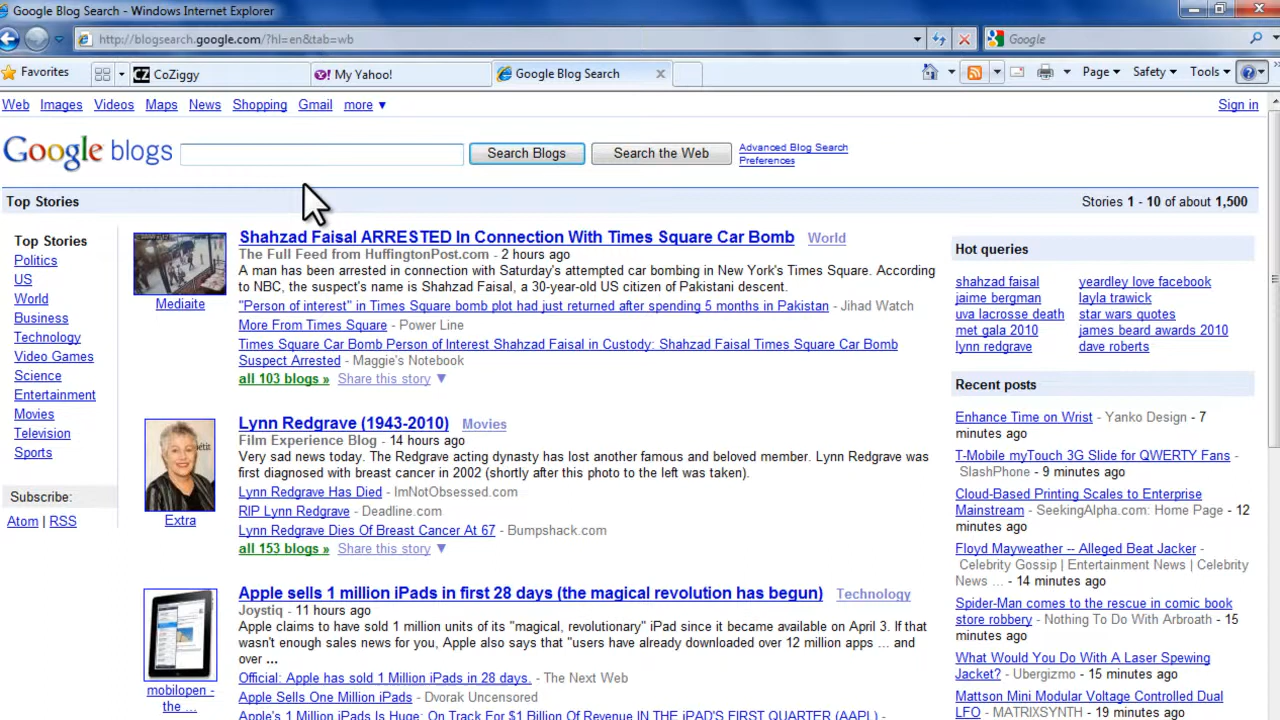 Google Blog Search - Windows Internet Explorer
http://blogsearch.google.com/?hl=en&tab=wb
Google
Favorites
CZ CoZiggy
My Yahoo!
Google Blog Search
Page
Safety
Tools
Web Images Videos Maps News Shopping Gmail more ▼
Sign in
Google blogs
Search Blogs
Search the Web
Advanced Blog Search
Preferences
Top Stories
Stories 1 - 10 of about 1,500
Top Stories
Politics
US
World
Business
Technology
Video Games
Science
Entertainment
Movies
Television
Sports
Subscribe:
Atom | RSS
Mediaite
Shahzad Faisal ARRESTED In Connection With Times Square Car Bomb World
The Full Feed from HuffingtonPost.com - 2 hours ago
A man has been arrested in connection with Saturday's attempted car bombing in New York's Times Square. According
to NBC, the suspect's name is Shahzad Faisal, a 30-year-old US citizen of Pakistani descent.
"Person of interest" in Times Square bomb plot had just returned after spending 5 months in Pakistan - Jihad Watch
More From Times Square - Power Line
Times Square Car Bomb Person of Interest Shahzad Faisal in Custody: Shahzad Faisal Times Square Car Bomb
Suspect Arrested - Maggie's Notebook
all 103 blogs » Share this story ▼
Extra
Lynn Redgrave (1943-2010) Movies
Film Experience Blog - 14 hours ago
Very sad news today. The Redgrave acting dynasty has lost another famous and beloved member. Lynn Redgrave was
first diagnosed with breast cancer in 2002 (shortly after this photo to the left was taken).
Lynn Redgrave Has Died - ImNotObsessed.com
RIP Lynn Redgrave - Deadline.com
Lynn Redgrave Dies Of Breast Cancer At 67 - Bumpshack.com
all 153 blogs » Share this story ▼
mobilopen -
the ...
Apple sells 1 million iPads in first 28 days (the magical revolution has begun) Technology
Joystiq - 11 hours ago
Apple claims to have sold 1 million units of its "magical, revolutionary" iPad since it became available on April 3. If that
wasn't enough sales news for you, Apple also says that "users have already downloaded over 12 million apps ... and
over ...
Official: Apple has sold 1 Million iPads in 28 days. - The Next Web
Apple Sells One Million iPads - Dvorak Uncensored
Apple's 1 Million iPads Is Huge: On Track For $1 Billion Of Revenue IN THE iPAD'S FIRST QUARTER (AAPL) -
Hot queries
shahzad faisal
jaime bergman
uva lacrosse death
met gala 2010
lynn redgrave
yeardley love facebook
layla trawick
star wars quotes
james beard awards 2010
dave roberts
Recent posts
Enhance Time on Wrist - Yanko Design - 7
minutes ago
T-Mobile myTouch 3G Slide for QWERTY Fans
- SlashPhone - 9 minutes ago
Cloud-Based Printing Scales to Enterprise
Mainstream - SeekingAlpha.com: Home Page - 12
minutes ago
Floyd Mayweather -- Alleged Beat Jacker -
Celebrity Gossip | Entertainment News | Celebrity
News ... - 14 minutes ago
Spider-Man comes to the rescue in comic book
store robbery - Nothing To Do With Arbroath - 15
minutes ago
What Would You Do With A Laser Spewing
Jacket? - Ubergizmo - 15 minutes ago
Mattson Mini Modular Voltage Controlled Dual
LFO - MATRIXSYNTH - 19 minutes ago